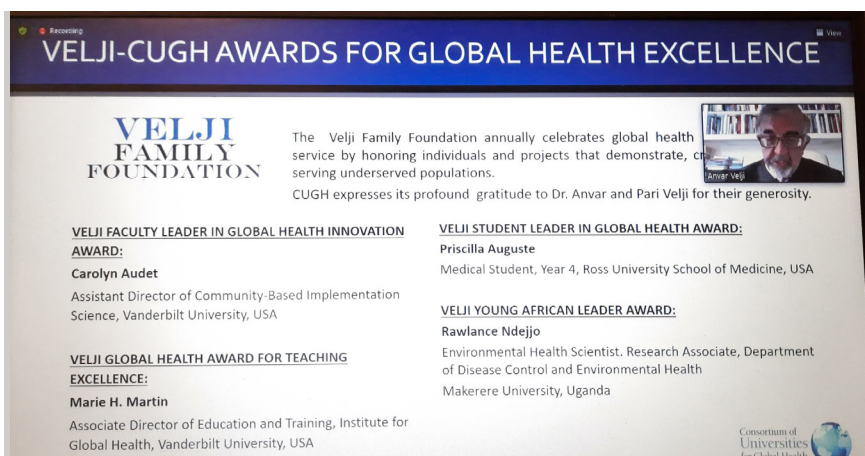 Recording
View
VELJI-CUGH AWARDS FOR GLOBAL HEALTH EXCELLENCE
VELJI
FAMILY
FOUNDATION
The Velji Family Foundation annually celebrates global health
service by honoring individuals and projects that demonstrate,
serving underserved populations.
Anvar Velji
CUGH expresses its profound gratitude to Dr. Anvar and Pari Velji for their generosity.
VELJI FACULTY LEADER IN GLOBAL HEALTH INNOVATION
AWARD:
Carolyn Audet
Assistant Director of Community-Based Implementation
Science, Vanderbilt University, USA
VELJI GLOBAL HEALTH AWARD FOR TEACHING
EXCELLENCE:
Marie H. Martin
Associate Director of Education and Training, Institute for
Global Health, Vanderbilt University, USA
VELJI STUDENT LEADER IN GLOBAL HEALTH AWARD:
Priscilla Auguste
Medical Student, Year 4, Ross University School of Medicine, USA
VELJI YOUNG AFRICAN LEADER AWARD:
Rawlance Ndejjo
Environmental Health Scientist. Research Associate, Department
of Disease Control and Environmental Health
Makerere University, Uganda
Consortium of
Universities
for Global Health